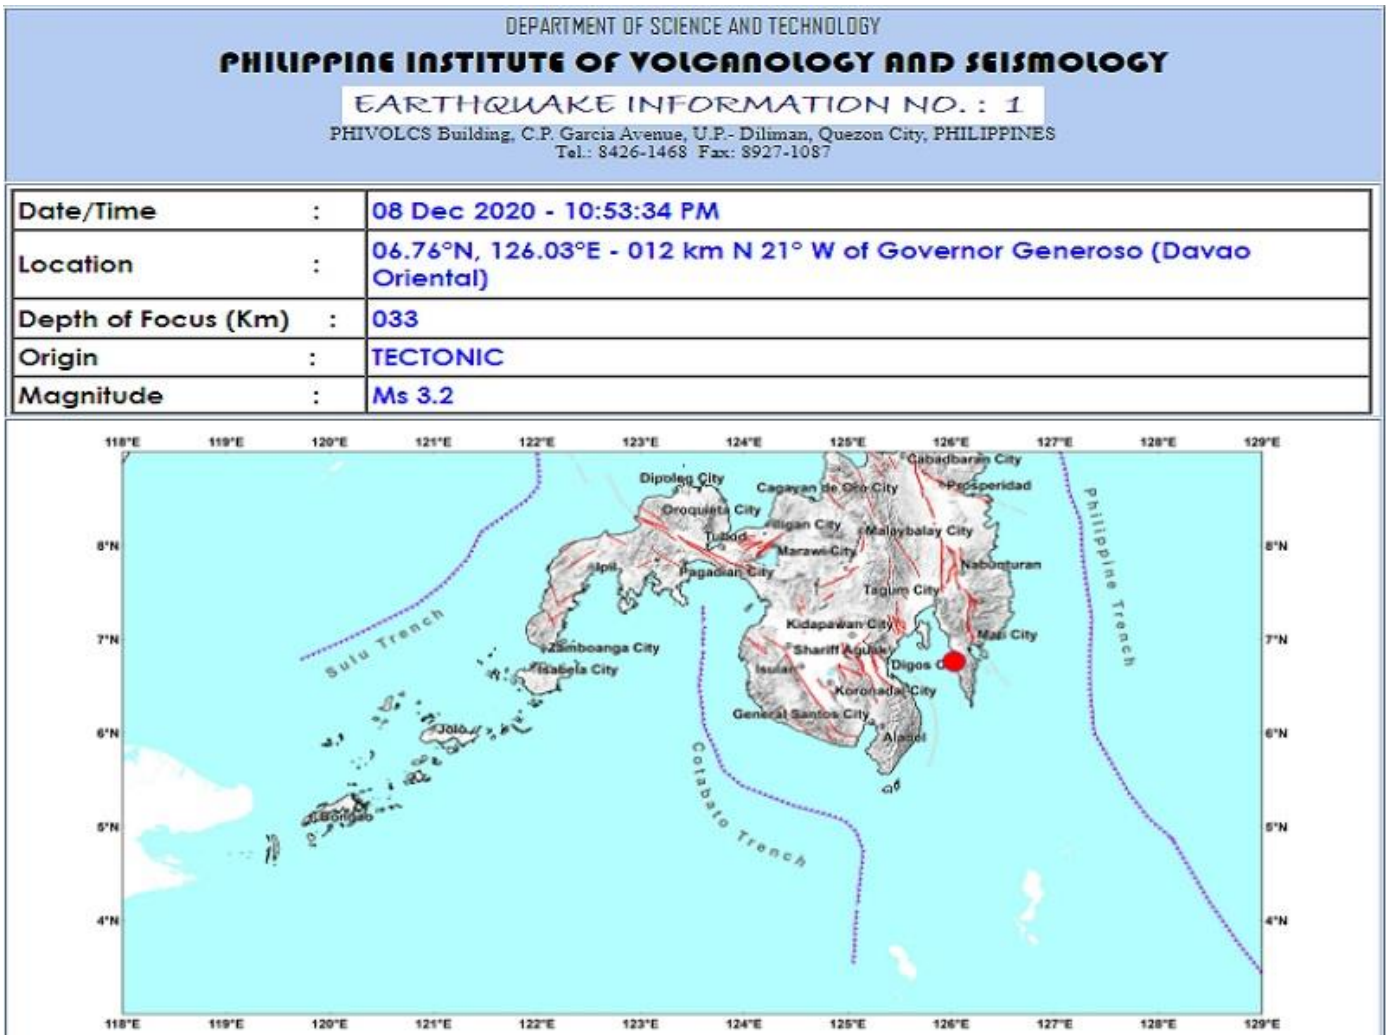 DEPARTMENT OF SCIENCE AND TECHNOLOGY
PHILIPPINE INSTITUTE OF VOLCANOLOGY AND SEISMOLOGY
EARTHQUAKE INFORMATION NO. : 1
PHIVOLCS Building, C.P. Garcia Avenue, U.P.- Diliman, Quezon City, PHILIPPINES
Tel.: 8426-1468 Fax: 8927-1087
Date/Time : 08 Dec 2020 - 10:53:34 PM
Location : 06.76°N, 126.03°E - 012 km N 21° W of Governor Generoso (Davao
Oriental)
Depth of Focus (Km) : 033
Origin : TECTONIC
Magnitude : Ms 3.2
118°E 119°E 120°E 121°E 122°E 123°E 124°E 125°E 126°E 127°E 128°E 129°E
Cabadbaran City
Dipolog City
Cagayan de Oro City
Prosperidad
Oroquieta City
Iligan City
Malaybalay City
Tubod
8°N
Marawi City
8°N
Ipil
Pagadian City
Nabunturan
Tagum City
Philippine Trench
Kidapawan City
7°N
Mati City
7°N
Sulu Trench
Zamboanga City
Shariff Aguak
Isabela City
Isulan
Digos
Koronadal City
General Santos City
6°N
Jolo
Alabel
6°N
Cotabato Trench
5°N
Bongao
5°N
4°N
4°N
118°E 119°E 120°E 121°E 122°E 123°E 124°E 125°E 126°E 127°E 128°E 129°E